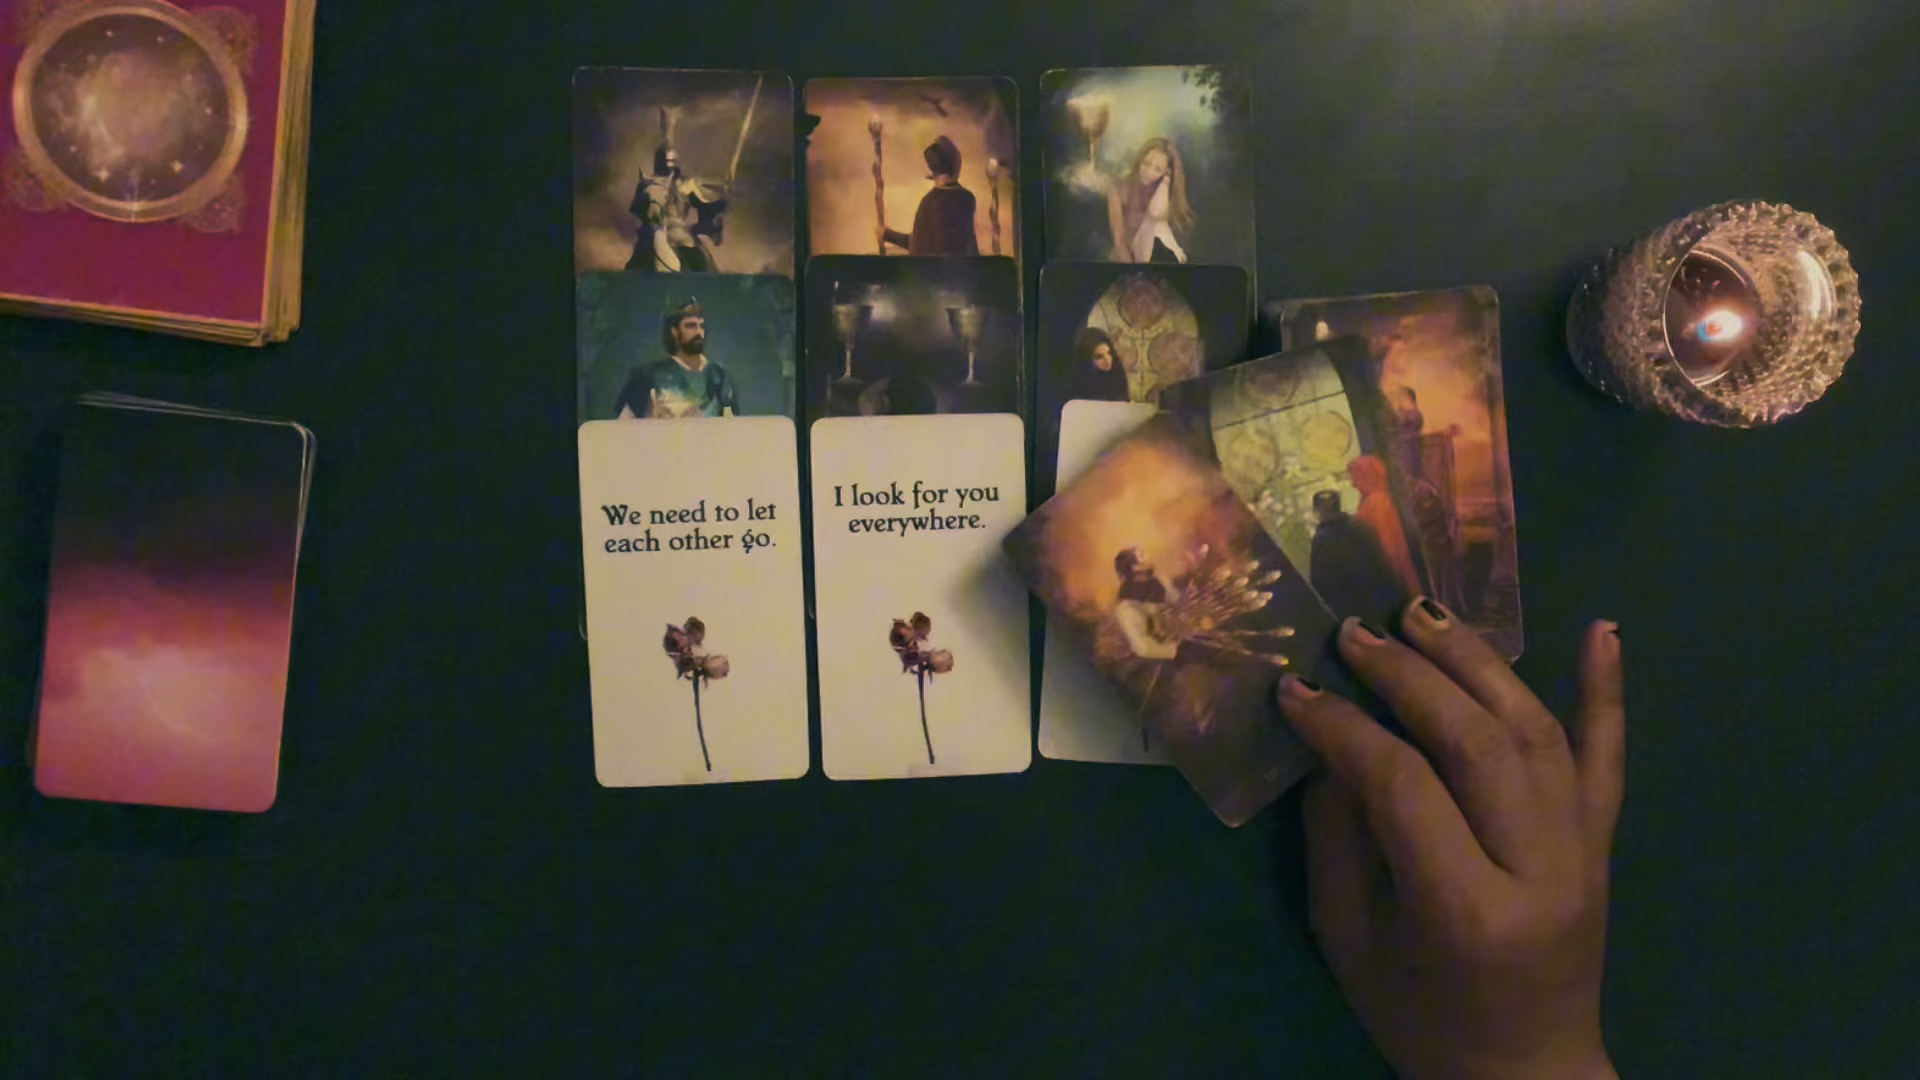 We need to let
each other go.
I look for you
everywhere.